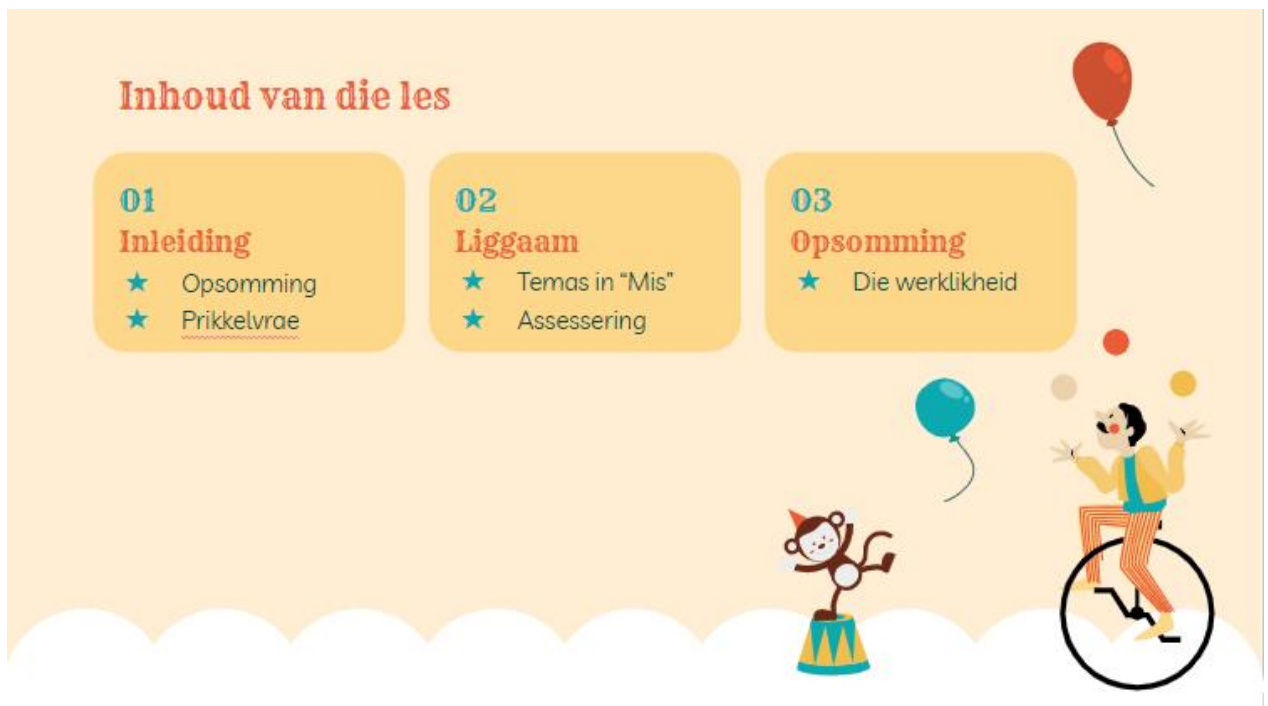 Inhoud van die les
01
Inleiding
★ Opsomming
★ Prikkelvrae
02
Liggaam
★ Temas in “Mis”
★ Assessering
03
Opsomming
★ Die werklikheid